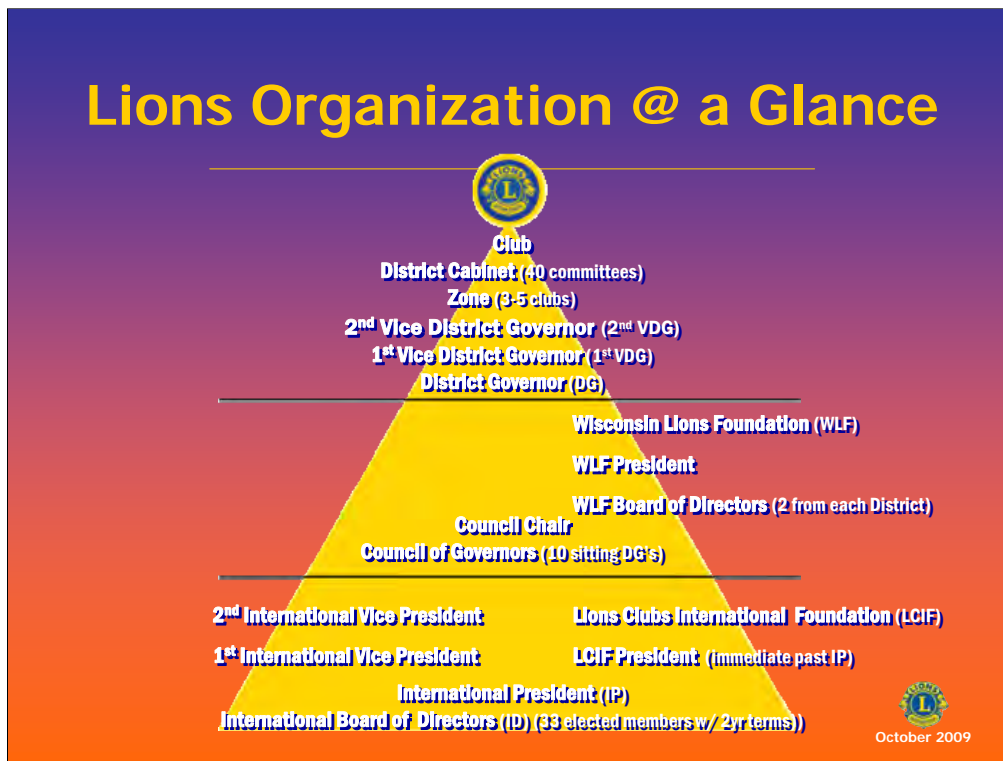 Lions Organization @ a Glance
LIONS
L
Club
District Cabinet (40 committees)
Zone (3-5 clubs)
2nd Vice District Governor (2nd VDG)
1st Vice District Governor (1st VDG)
District Governor (DG)
Wisconsin Lions Foundation (WLF)
WLF President
WLF Board of Directors (2 from each District)
Council Chair
Council of Governors (10 sitting DG's)
2nd International Vice President
Lions Clubs International Foundation (LCIF)
1st International Vice President
LCIF President (immediate past IP)
International President (IP)
International Board of Directors (ID) (33 elected members w/ 2yr terms))
LIONS
L
October 2009